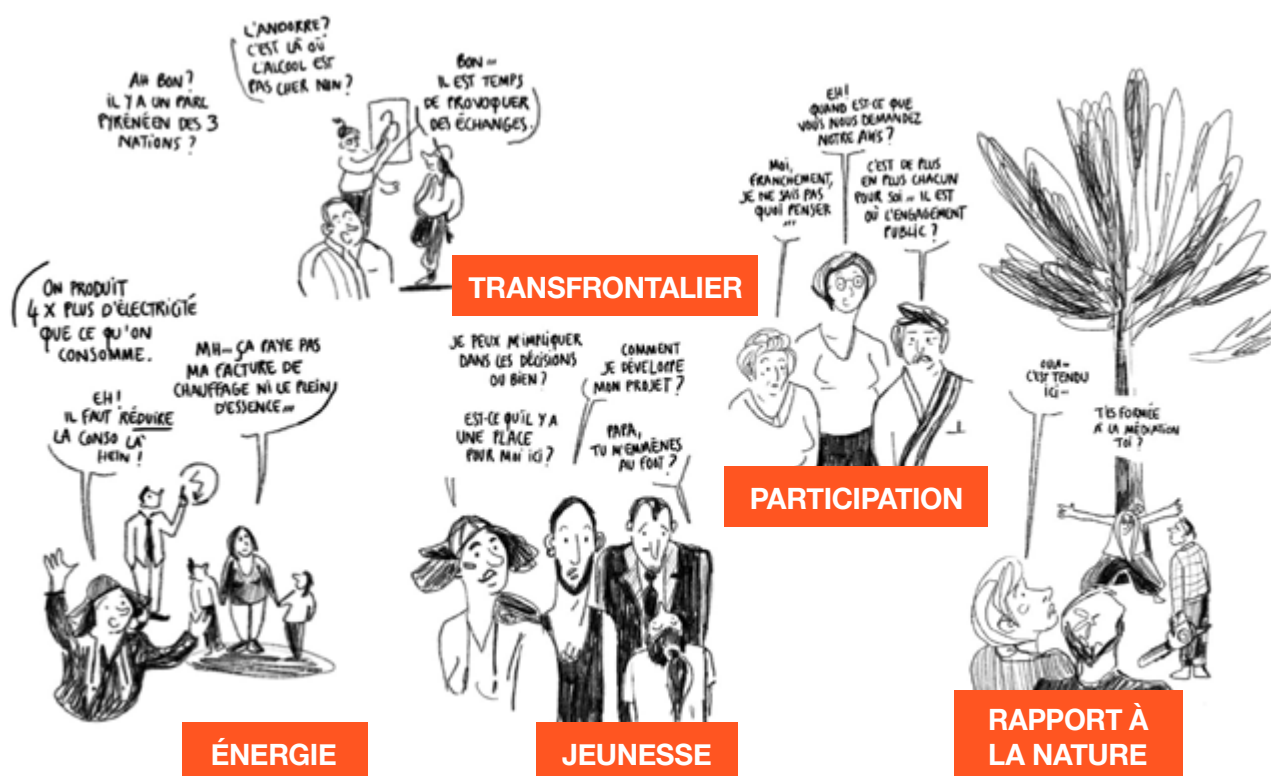 AH BON?
IL Y A UN PARC
PYRÉNÉEN DES 3
NATIONS ?
L'ANDORRE?
C'EST LÀ OÙ
L'ALCOOL EST
PAS CHER NON?
BON...
IL EST TEMPS
DE PROVOQUER
DES ÉCHANGES.
TRANSFRONTALIER
MOI,
FRANCHEMENT,
JE NE SAIS PAS
QUOI PENSER
...
EH!
QUAND EST-CE QUE
VOUS NOUS DEMANDEZ
NOTRE AVIS ?
C'EST DE PLUS
EN PLUS CHACUN
POUR SOI... IL EST
OÙ L'ENGAGEMENT
PUBLIC ?
PARTICIPATION
ON PRODUIT
4 X PLUS D'ÉLECTRICITÉ
QUE CE QU'ON
CONSOMME.
EH!
IL FAUT RÉDUIRE
LA CONSO LÀ
HEIN !
MH... ÇA PAYE PAS
MA FACTURE DE
CHAUFFAGE NI LE PLEIN
D'ESSENCE...
ÉNERGIE
JE PEUX M'IMPLIQUER
DANS LES DÉCISIONS
OU BIEN ?
EST-CE QU'IL Y A
UNE PLACE
POUR MOI ICI ?
COMMENT
JE DÉVELOPPE
MON PROJET ?
PAPA,
TU M'EMMÈNES
AU FOOT ?
JEUNESSE
C'EST TENDU
ICI...
T'ES FORMÉE
À LA MÉDIATION
TOI ?
RAPPORT À
LA NATURE